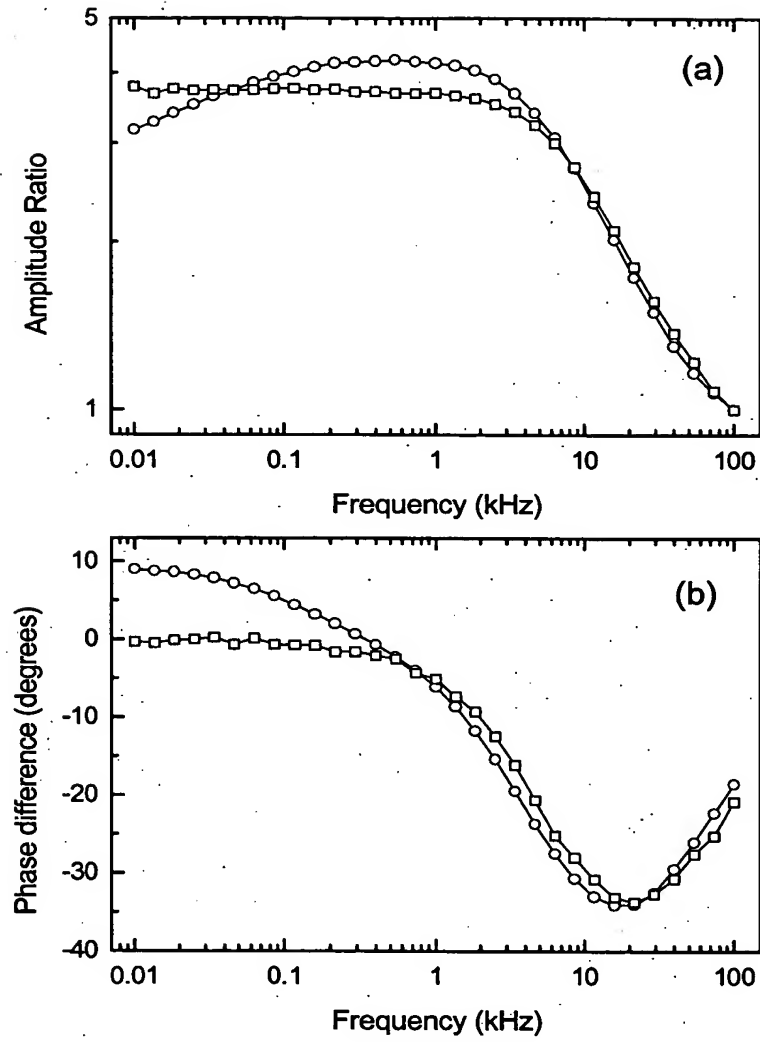 5
(a)
Amplitude Ratio
1
0.01 0.1 1 10 100
Frequency (kHz)
10
(b)
0
-10
Phase difference (degrees)
-20
-30
-40
0.01 0.1 1 10 100
Frequency (kHz)